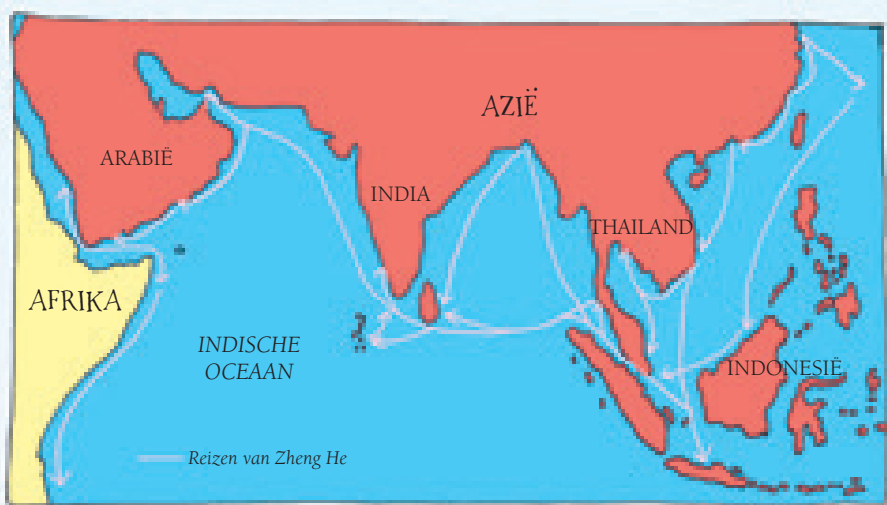 AZIË
ARABIË
INDIA
THAILAND
AFRIKA
INDISCHE
OCEAAN
INDONESIË
Reizen van Zheng He